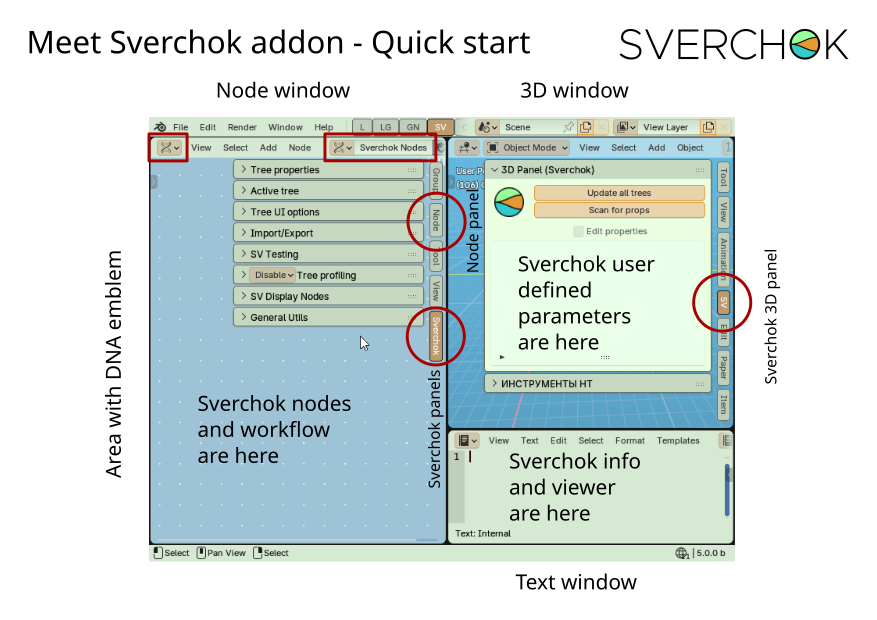 Meet Sverchok addon - Quick start
SVERCHOK
Node window
3D window
File Edit Render Window Help L LG GN SV
Scene
View Layer
View Select Add Node Sverchok Nodes
Object Mode View Select Add Object
Tree properties
Active tree
Tree UI options
Import/Export
SV Testing
Disable Tree profiling
SV Display Nodes
General Utils
Group
Node
Tool
View
Sverchok
Area with DNA emblem
Sverchok nodes
and workflow
are here
Sverchok panels
Node panel
User P
(106)
3D Panel (Sverchok)
Update all trees
Scan for props
Edit properties
Sverchok user
defined
parameters
are here
ИНСТРУМЕНТЫ НТ
Tool
View
Animation
SV
Edit
Paper
Item
Sverchok 3D panel
View Text Edit Select Format Templates
1
Sverchok info
and viewer
are here
Text: Internal
Select Pan View Select
1 5.0.0 b
Text window